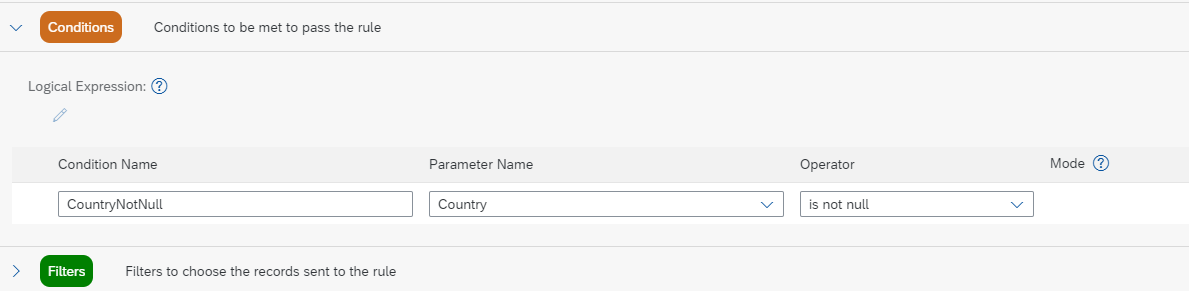 Conditions Conditions to be met to pass the rule
Logical Expression: ?
Condition Name Parameter Name Operator Mode ?
CountryNotNull Country is not null
Filters Filters to choose the records sent to the rule